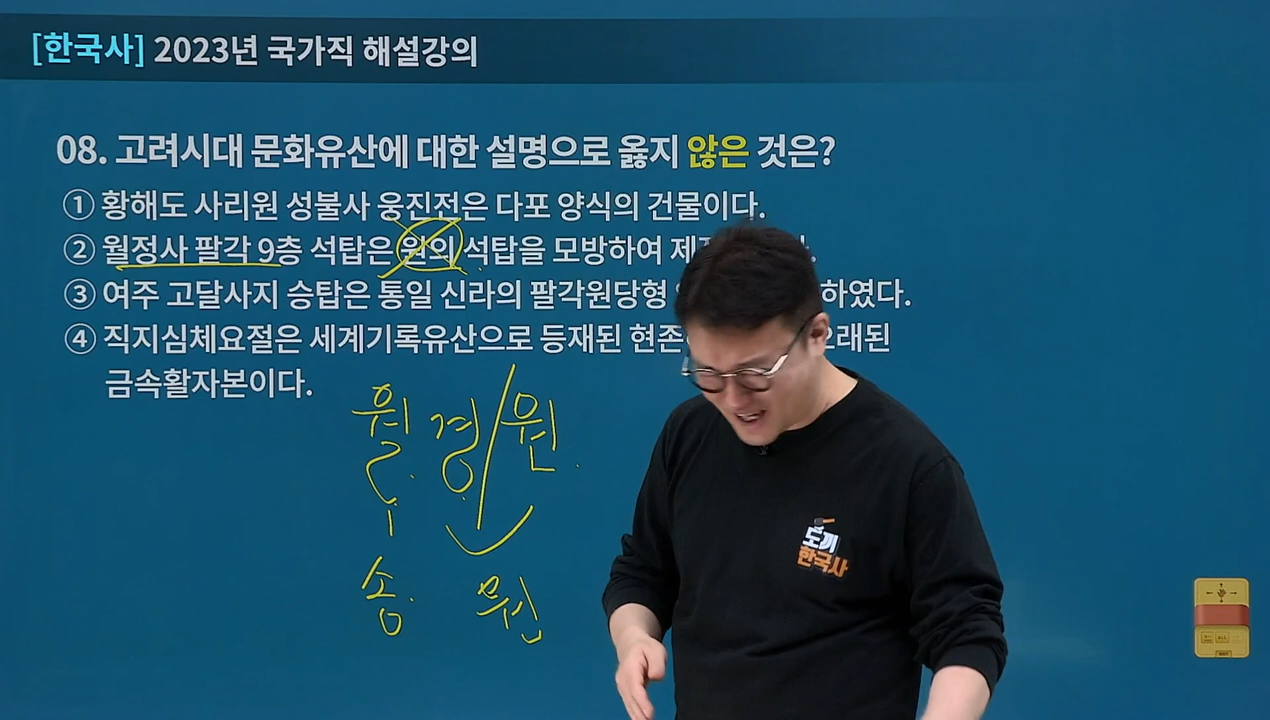 [한국사] 2023년 국가직 해설강의
08. 고려시대 문화유산에 대한 설명으로 옳지 않은 것은?
① 황해도 사리원 성불사 응진전은 다포 양식의 건물이다.
② 월정사 팔각 9층 석탑은 원의 석탑을 모방하여
③ 여주 고달사지 승탑은 통일 신라의 팔각원당형 하였다.
④ 직지심체요절은 세계기록유산으로 등재된 현존
금속활자본이다.
월 경/원
송 원
도끼
한국사